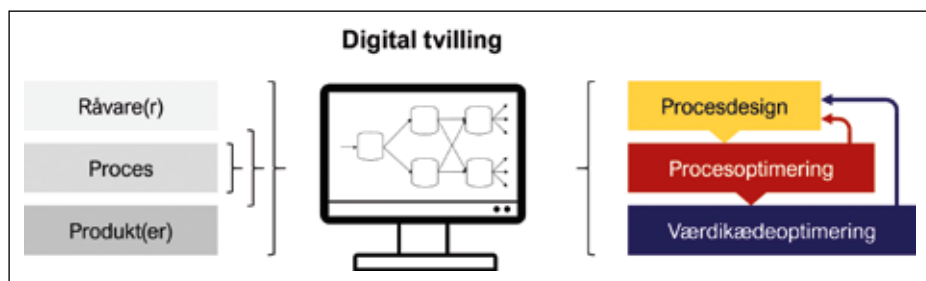 Digital tvilling
Råvare(r)
Proces
Produkt(er)
Procesdesign
Procesoptimering
Værdikædeoptimering